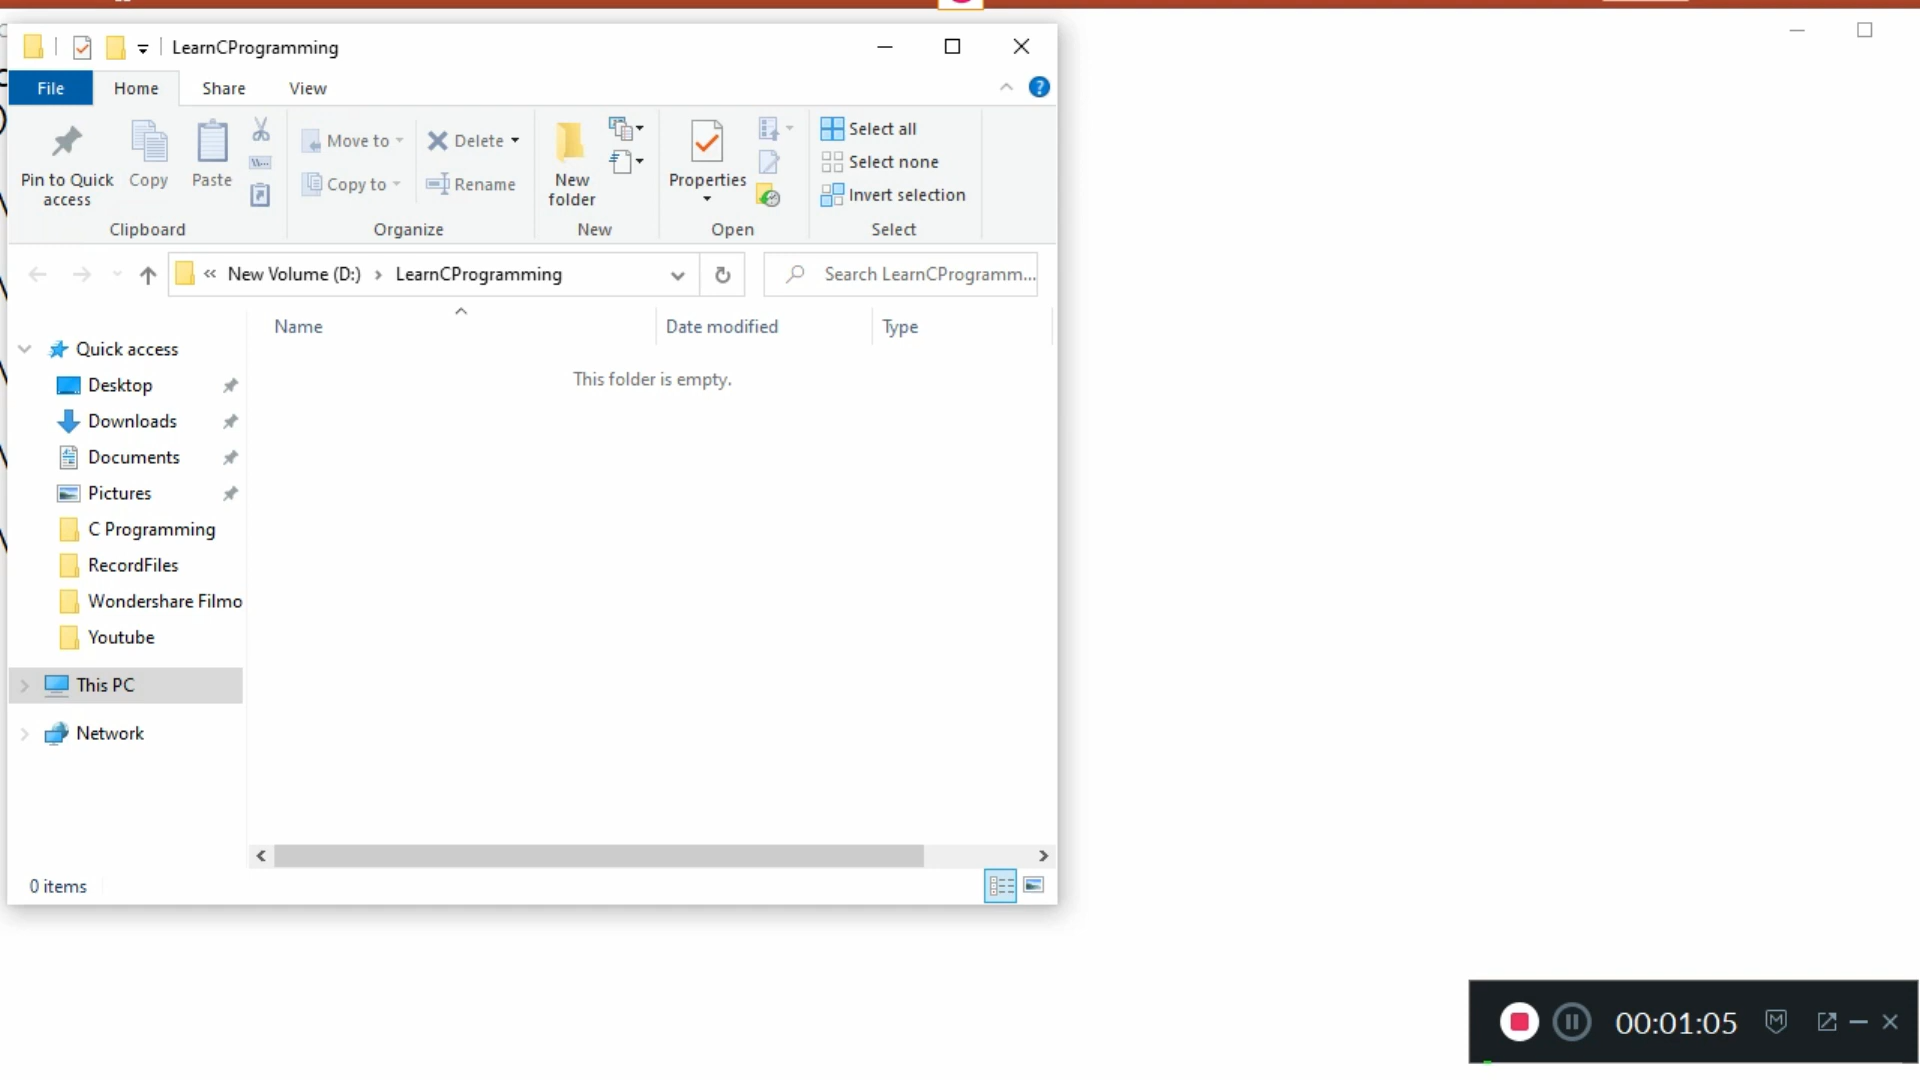 LearnCProgramming
File Home Share View
Pin to Quick access
Copy
Paste
Move to
Copy to
Delete
Rename
New folder
Properties
Select all
Select none
Invert selection
Clipboard Organize New Open Select
« New Volume (D:) › LearnCProgramming
Search LearnCProgramm...
Name Date modified Type
This folder is empty.
Quick access
Desktop
Downloads
Documents
Pictures
C Programming
RecordFiles
Wondershare Filmo
Youtube
This PC
Network
0 items
00:01:05